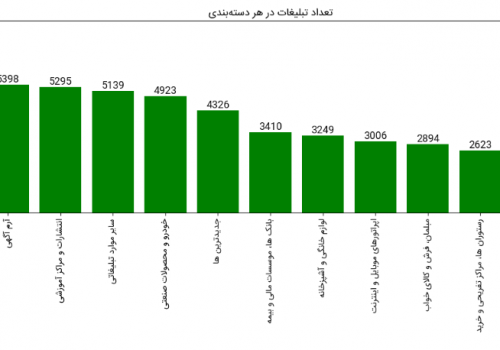 تعداد تبلیغات در هر دسته‌بندی
5398
5295
5139
4923
4326
3410
3249
3006
2894
2623
آرم آگهی
انتشارات و مراکز آموزشی
سایر موارد تبلیغاتی
خودرو و محصولات صنعتی
جدیدترین ها
بانک ها، موسسات مالی و بیمه
لوازم خانگی و آشپزخانه
اپراتورهای موبایل و اینترنت
مبلمان، فرش و کالای خواب
رستوران ها، مراکز تفریحی و خرید